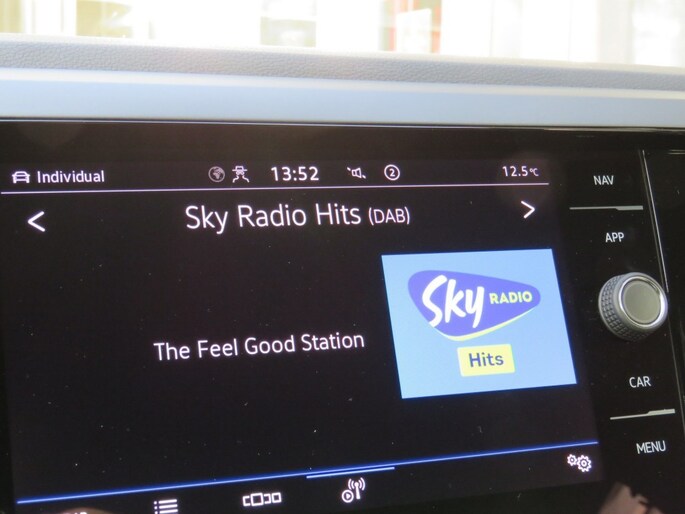 Individual 13:52 2 12.5°C
Sky Radio Hits (DAB)
The Feel Good Station
Sky RADIO
Hits
NAV
APP
CAR
MENU